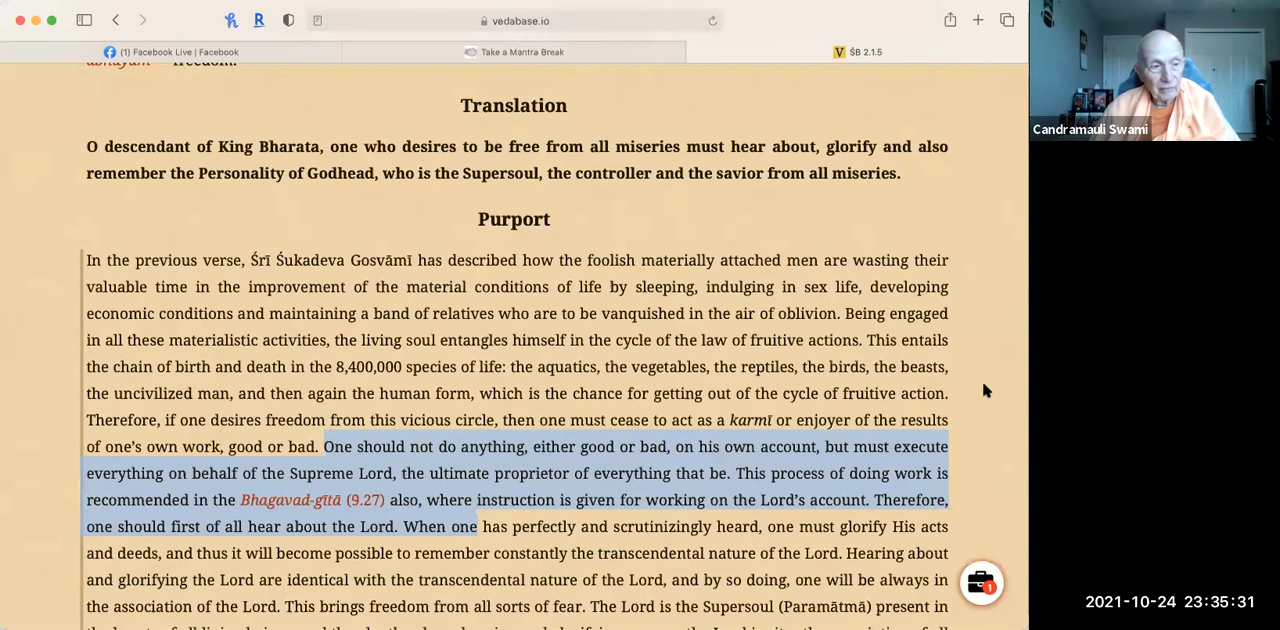 vedabase.io
(1) Facebook Live | Facebook
Take a Mantra Break
V ŚB 2.1.5
freedom.
Translation
O descendant of King Bharata, one who desires to be free from all miseries must hear about, glorify and also
remember the Personality of Godhead, who is the Supersoul, the controller and the savior from all miseries.
Purport
In the previous verse, Śrī Śukadeva Gosvāmī has described how the foolish materially attached men are wasting their
valuable time in the improvement of the material conditions of life by sleeping, indulging in sex life, developing
economic conditions and maintaining a band of relatives who are to be vanquished in the air of oblivion. Being engaged
in all these materialistic activities, the living soul entangles himself in the cycle of the law of fruitive actions. This entails
the chain of birth and death in the 8,400,000 species of life: the aquatics, the vegetables, the reptiles, the birds, the beasts,
the uncivilized man, and then again the human form, which is the chance for getting out of the cycle of fruitive action.
Therefore, if one desires freedom from this vicious circle, then one must cease to act as a karmī or enjoyer of the results
of one’s own work, good or bad. One should not do anything, either good or bad, on his own account, but must execute
everything on behalf of the Supreme Lord, the ultimate proprietor of everything that be. This process of doing work is
recommended in the Bhagavad-gītā (9.27) also, where instruction is given for working on the Lord’s account. Therefore,
one should first of all hear about the Lord. When one has perfectly and scrutinizingly heard, one must glorify His acts
and deeds, and thus it will become possible to remember constantly the transcendental nature of the Lord. Hearing about
and glorifying the Lord are identical with the transcendental nature of the Lord, and by so doing, one will be always in
the association of the Lord. This brings freedom from all sorts of fear. The Lord is the Supersoul (Paramātmā) present in
1
Candramauli Swami
2021-10-24 23:35:31